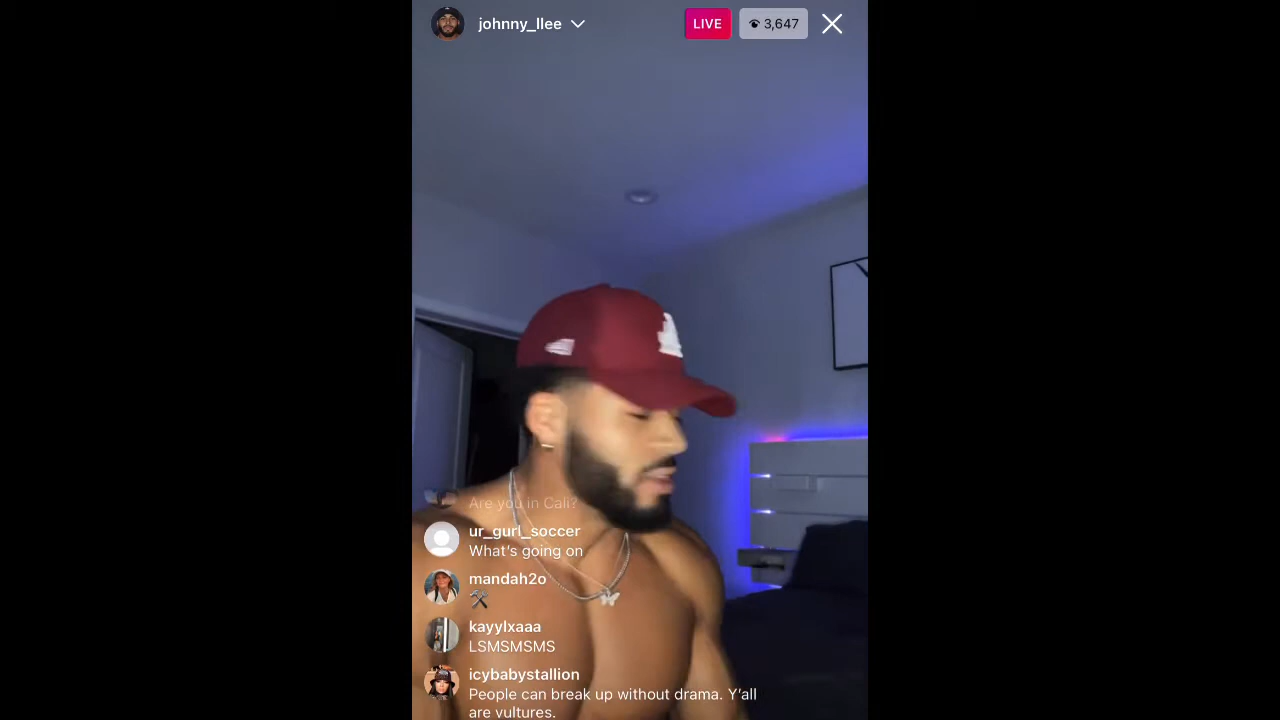 johnny_llee
LIVE
3,647
Are you in Cali?
ur_gurl_soccer
What's going on
mandah2o
kayylxaaa
LSMSMSMS
icybabystallion
People can break up without drama. Y'all
are vultures.